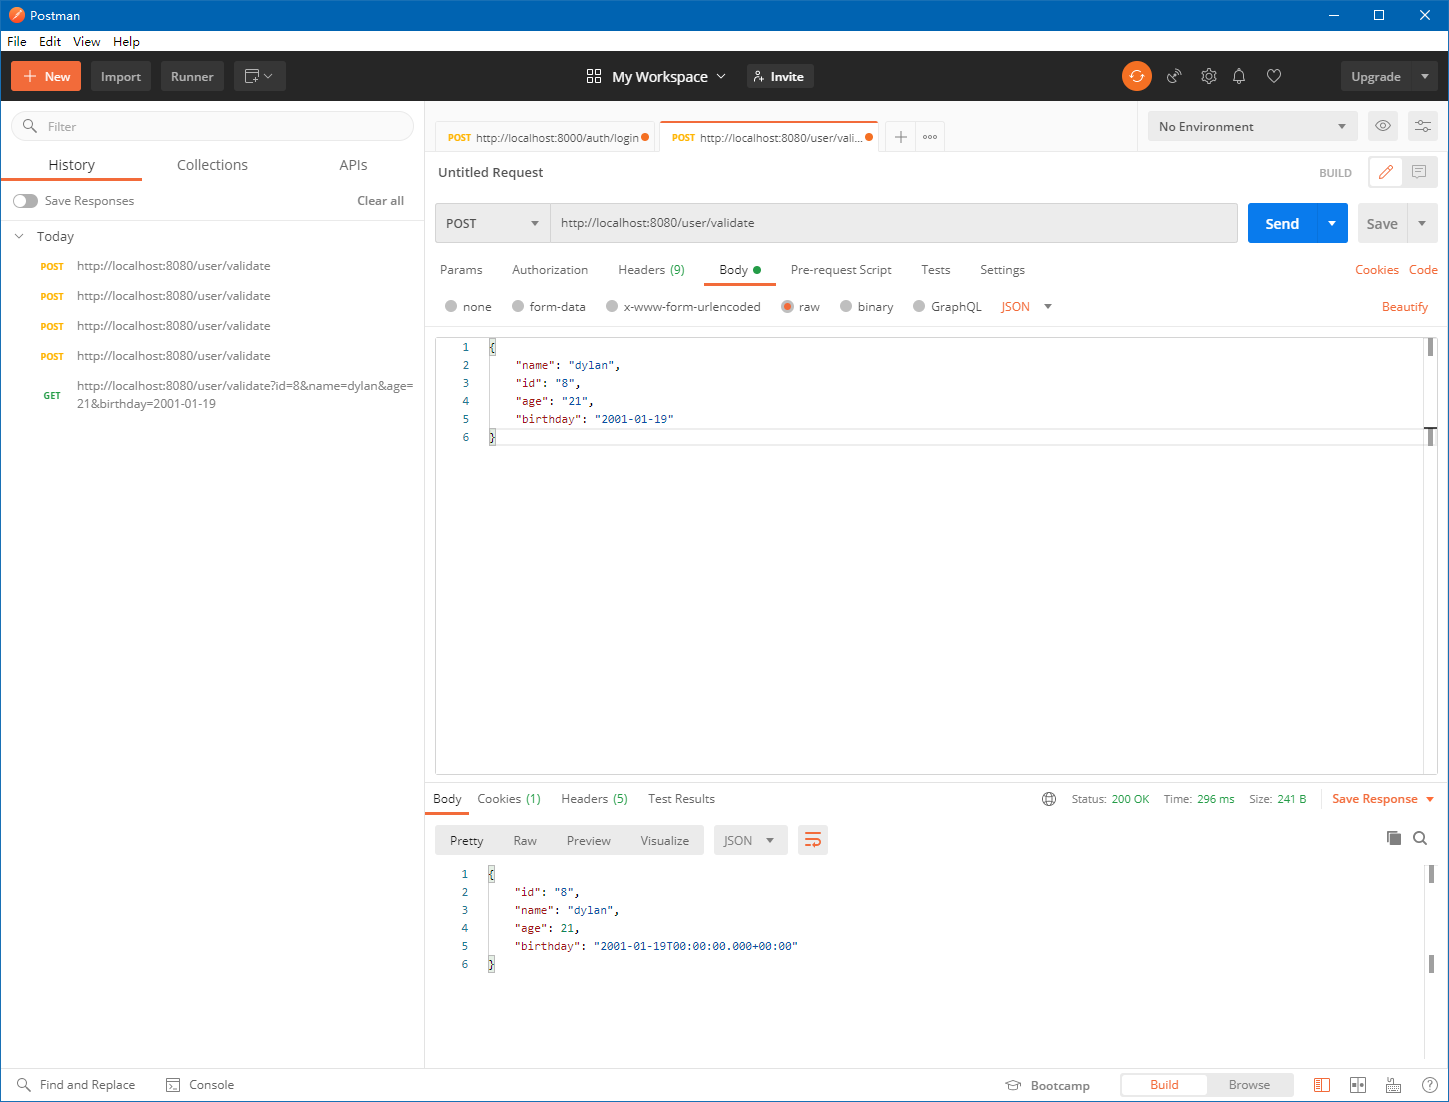 Postman
File Edit View Help
New Import Runner My Workspace Invite Upgrade
Filter
History Collections APIs
Save Responses Clear all
Today
POST http://localhost:8080/user/validate
POST http://localhost:8080/user/validate
POST http://localhost:8080/user/validate
POST http://localhost:8080/user/validate
GET http://localhost:8080/user/validate?id=8&name=dylan&age=
21&birthday=2001-01-19
POST http://localhost:8000/auth/login POST http://localhost:8080/user/vali... No Environment
Untitled Request BUILD
POST http://localhost:8080/user/validate Send Save
Params Authorization Headers (9) Body Pre-request Script Tests Settings Cookies Code
none form-data x-www-form-urlencoded raw binary GraphQL JSON Beautify
1 {
2 "name": "dylan",
3 "id": "8",
4 "age": "21",
5 "birthday": "2001-01-19"
6 }
Body Cookies (1) Headers (5) Test Results Status: 200 OK Time: 296 ms Size: 241 B Save Response
Pretty Raw Preview Visualize JSON
1 {
2 "id": "8",
3 "name": "dylan",
4 "age": 21,
5 "birthday": "2001-01-19T00:00:00.000+00:00"
6 }
Find and Replace Console Bootcamp Build Browse